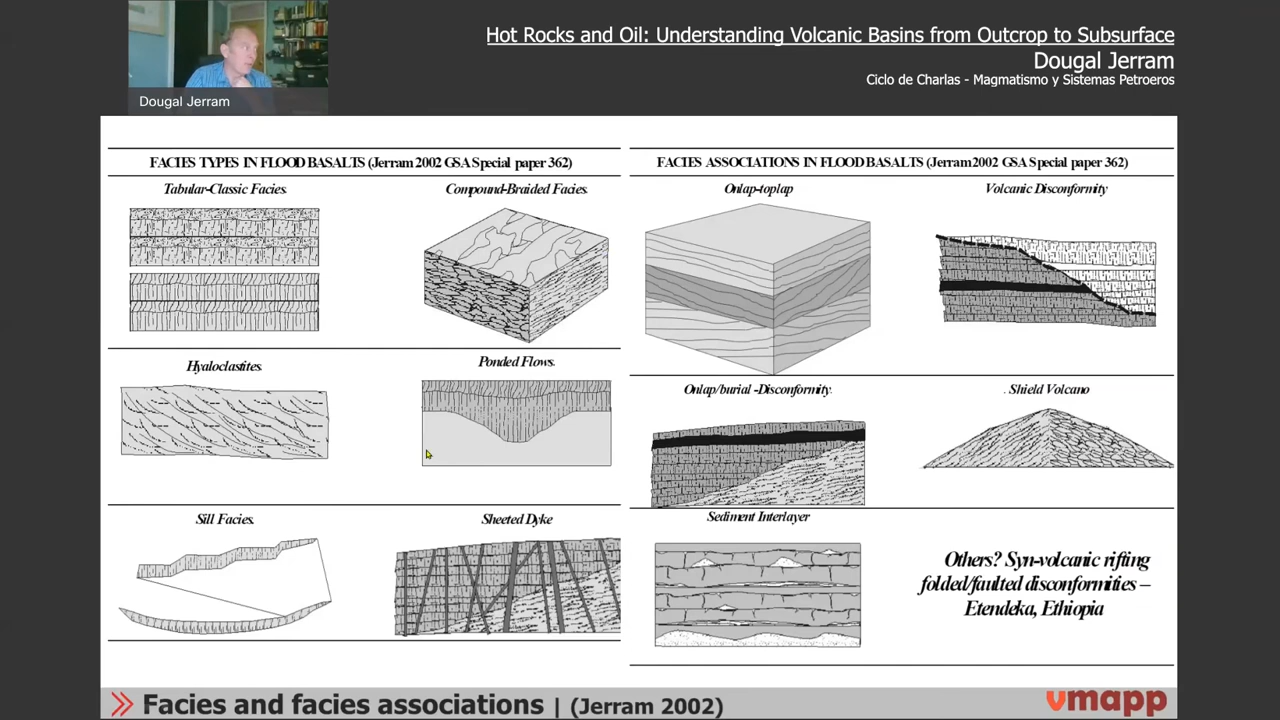 Hot Rocks and Oil: Understanding Volcanic Basins from Outcrop to Subsurface
Dougal Jerram
Ciclo de Charlas - Magmatismo y Sistemas Petroeros
Dougal Jerram
FACIES TYPES IN FLOOD BASALTS (Jerram 2002 GSA Special paper 362)
Tabular-Classic Facies.
Compound-Braided Facies.
Hyaloclastites.
Ponded Flows.
Sill Facies.
Sheeted Dyke
FACIES ASSOCIATIONS IN FLOOD BASALTS (Jerram 2002 GSA Special paper 362)
Onlap-toplap
Volcanic Disconformity
Onlap/burial -Disconformity.
. Shield Volcano
Sediment Interlayer
Others? Syn-volcanic rifting
folded/faulted disconformities –
Etendeka, Ethiopia
Facies and facies associations | (Jerram 2002)
vmapp